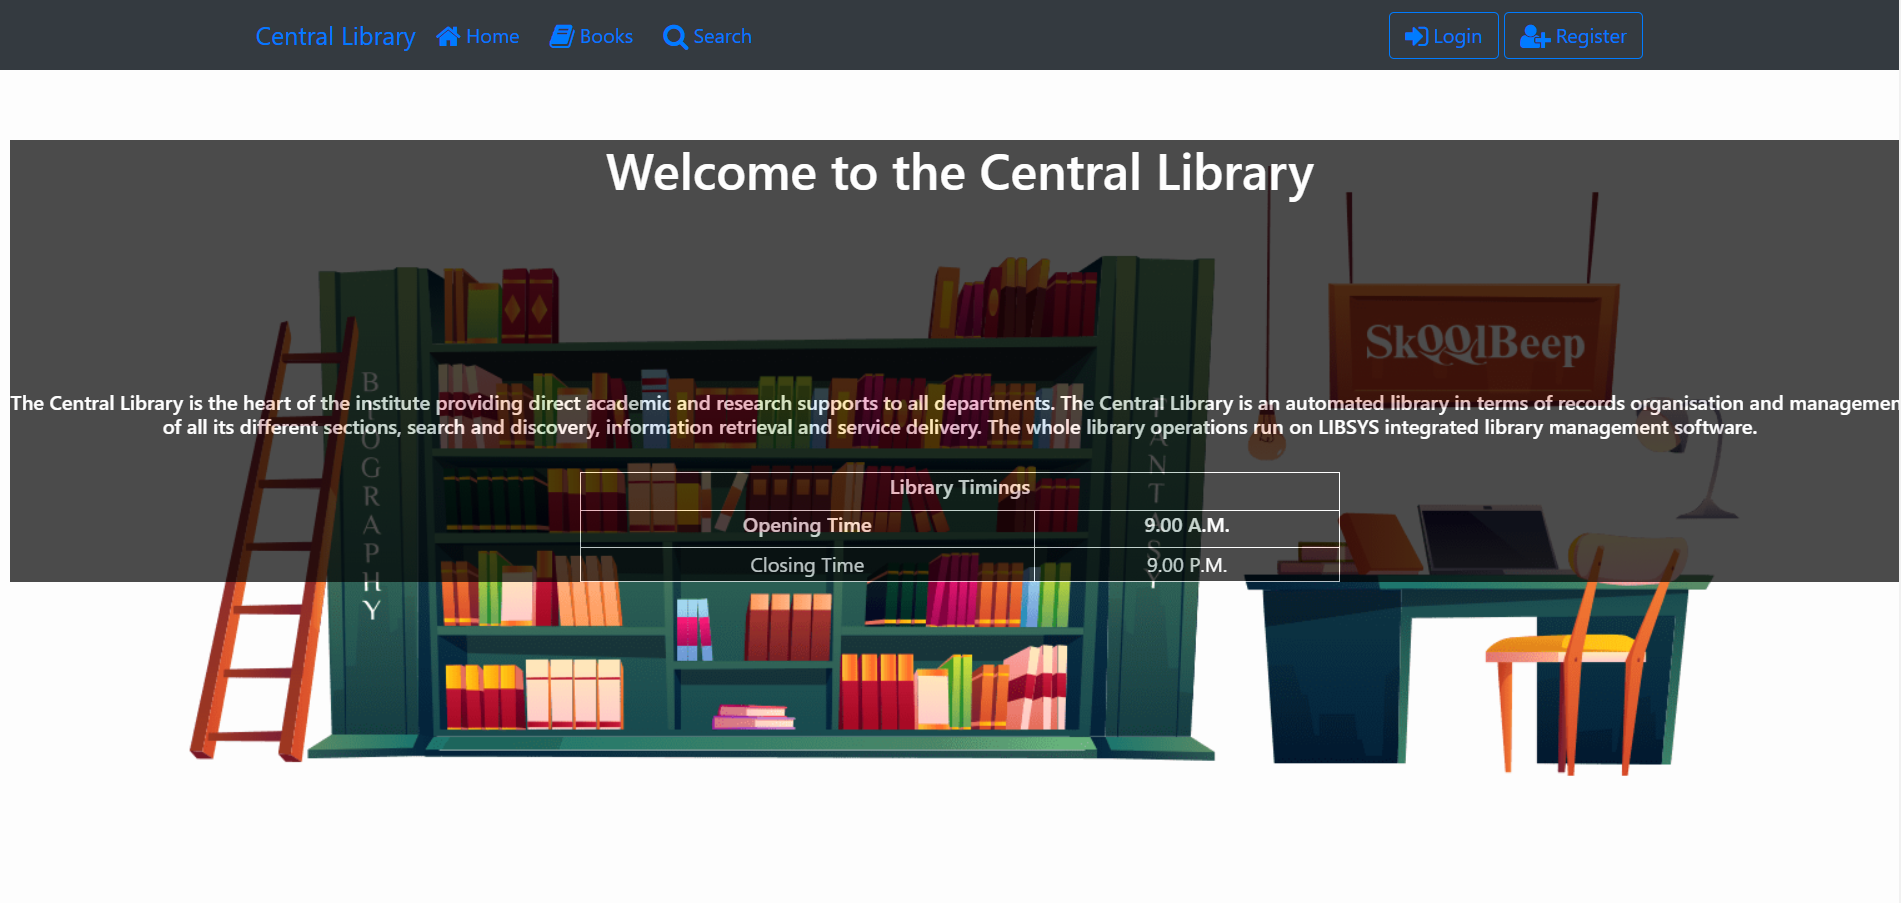 Central Library Home Books Search Login Register
Welcome to the Central Library
SkQQlBeep
The Central Library is the heart of the institute providing direct academic and research supports to all departments. The Central Library is an automated library in terms of records organisation and managemen
of all its different sections, search and discovery, information retrieval and service delivery. The whole library operations run on LIBSYS integrated library management software.
Library Timings
Opening Time 9.00 A.M.
Closing Time 9.00 P.M.
BIOGRAPHY
FANTASY